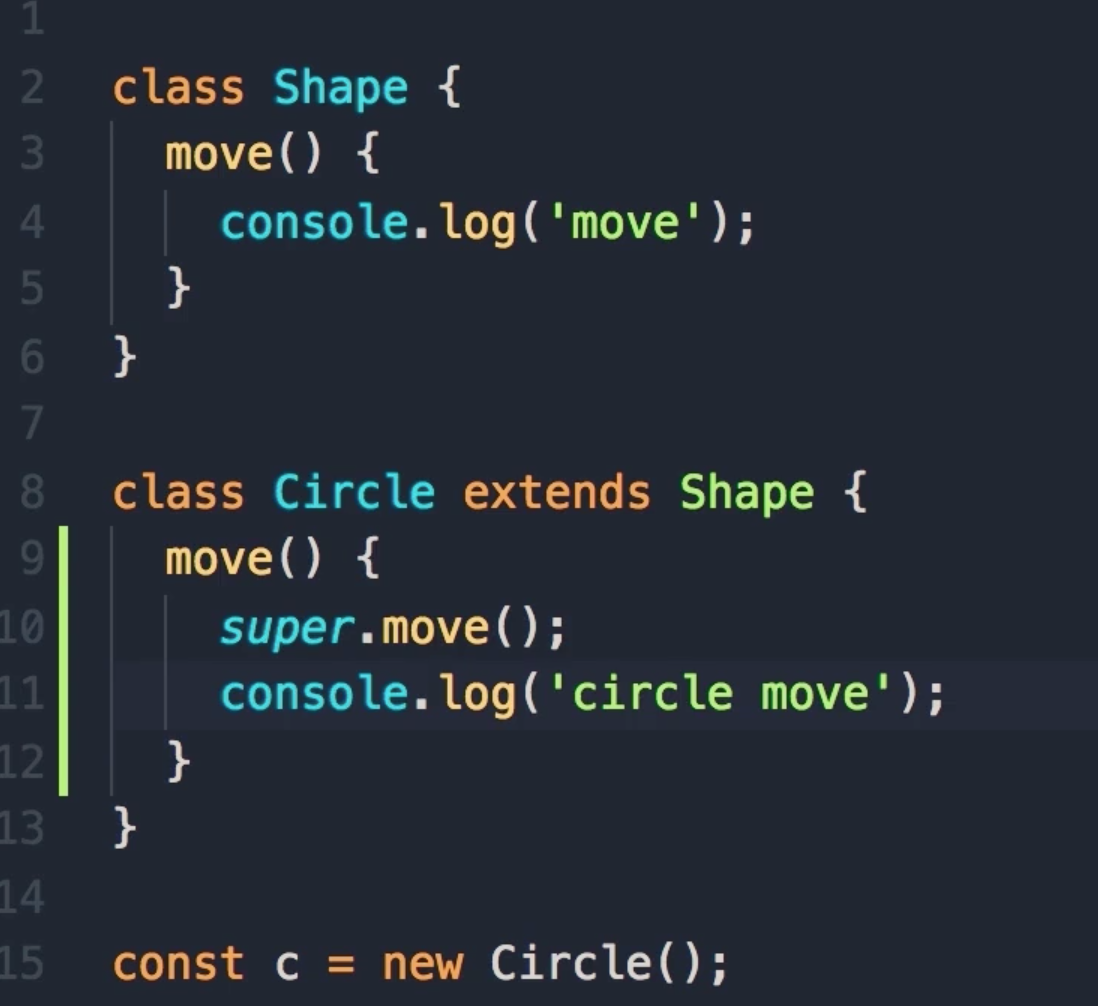 1
2 class Shape {
3   move() {
4     console.log('move');
5   }
6 }
7
8 class Circle extends Shape {
9   move() {
10     super.move();
11     console.log('circle move');
12   }
13 }
14
15 const c = new Circle();